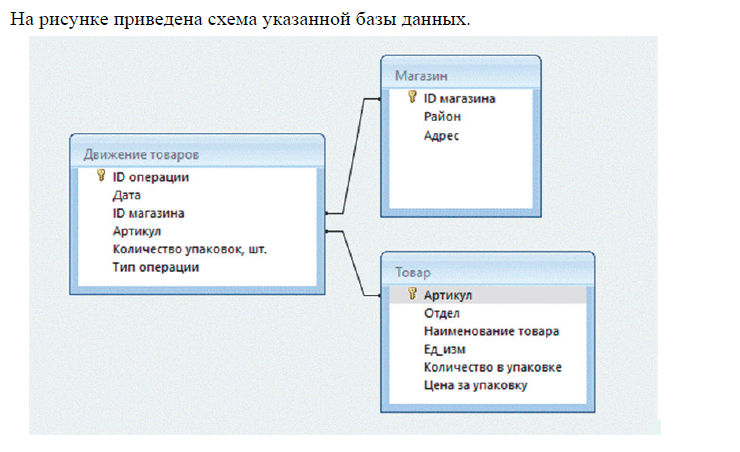 На рисунке приведена схема указанной базы данных.
Магазин
ID магазина
Район
Адрес
Движение товаров
ID операции
Дата
ID магазина
Артикул
Количество упаковок, шт.
Тип операции
Товар
Артикул
Отдел
Наименование товара
Ед_изм
Количество в упаковке
Цена за упаковку